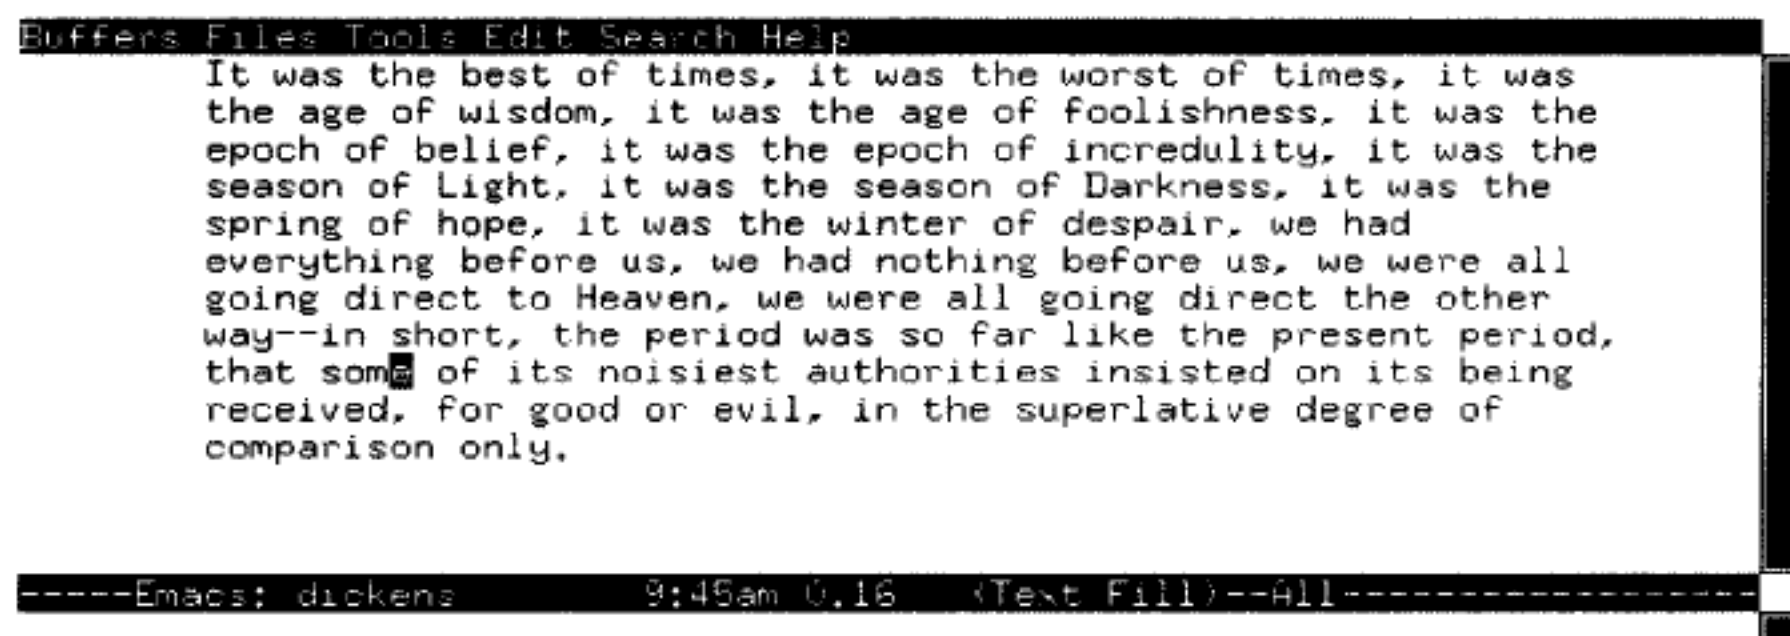 Buffers Files Tools Edit Search Help
It was the best of times, it was the worst of times, it was
the age of wisdom, it was the age of foolishness, it was the
epoch of belief, it was the epoch of incredulity, it was the
season of Light, it was the season of Darkness, it was the
spring of hope, it was the winter of despair, we had
everything before us, we had nothing before us, we were all
going direct to Heaven, we were all going direct the other
way--in short, the period was so far like the present period,
that some of its noisiest authorities insisted on its being
received, for good or evil, in the superlative degree of
comparison only.
-----Emacs: dickens 9:45am 0.16 (Text Fill)--All------------------